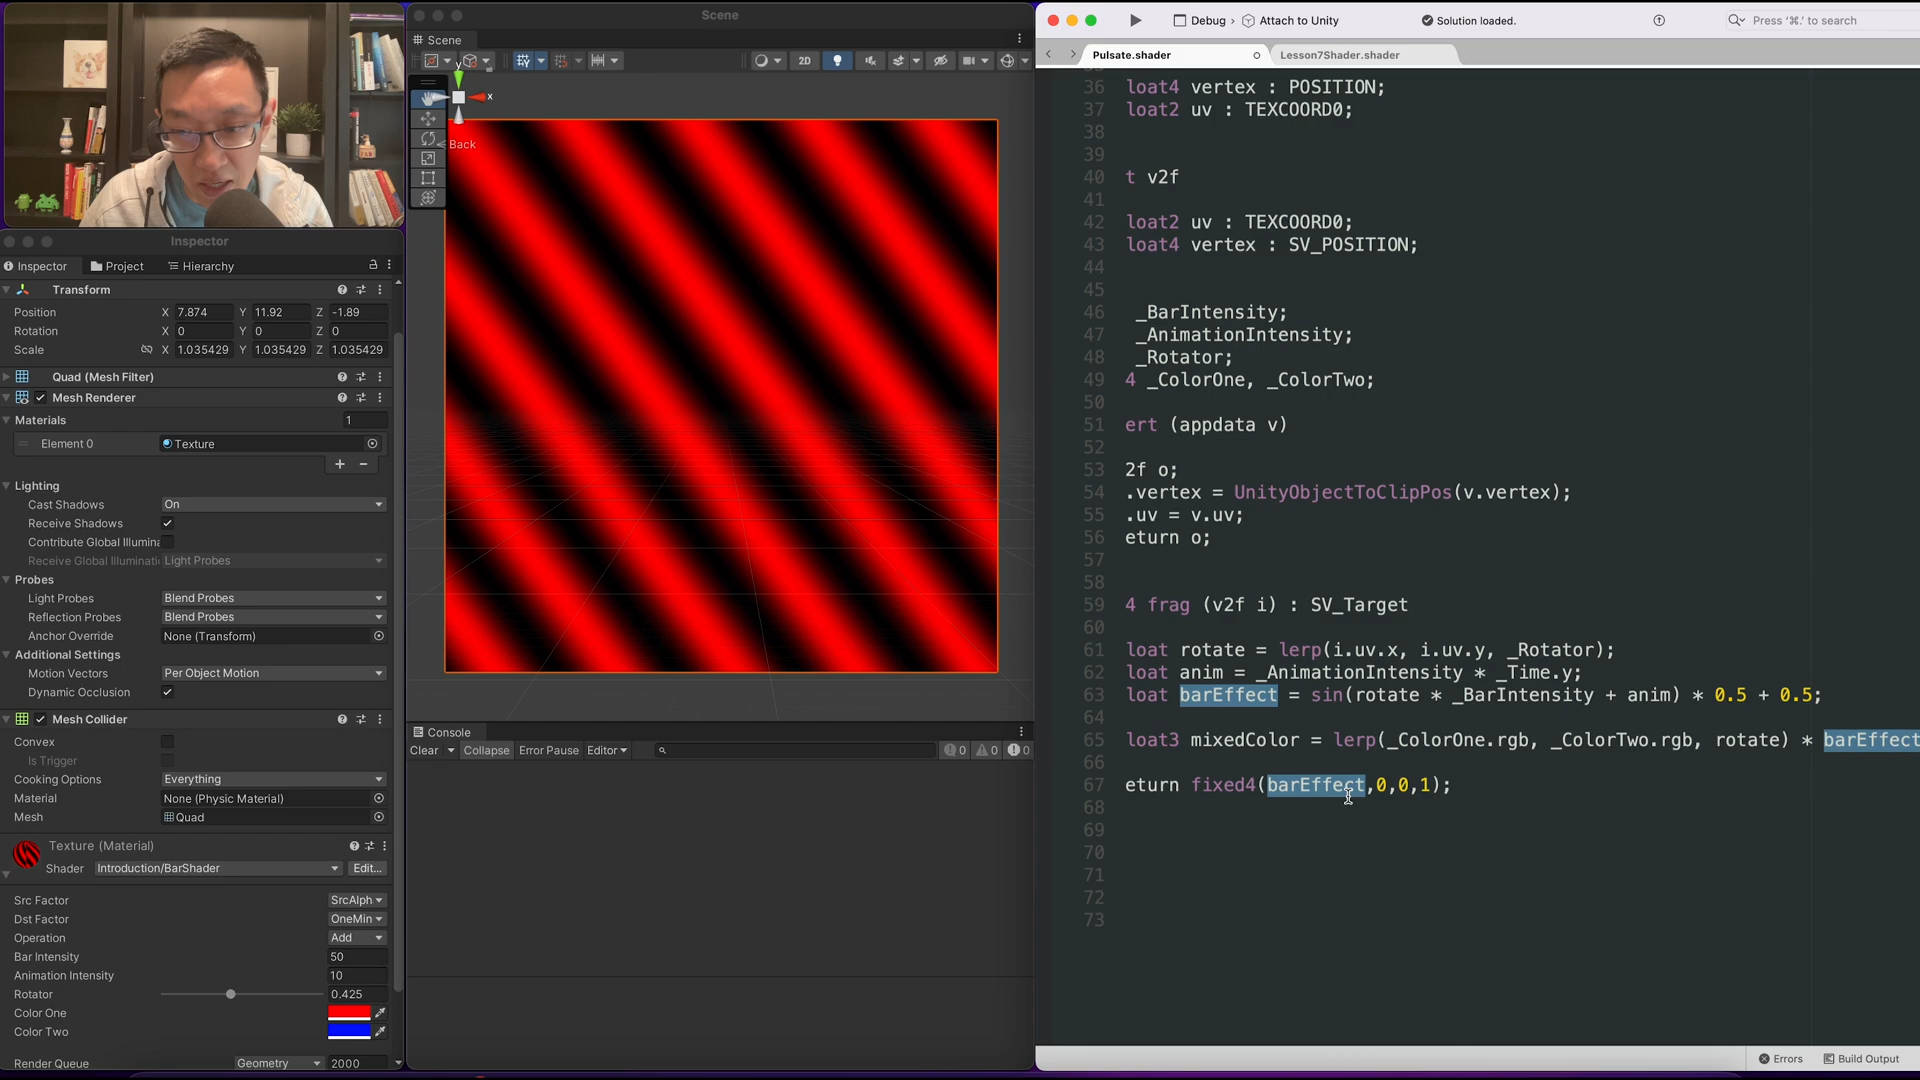 Inspector
Inspector
Project
Hierarchy
Transform
Position X 7.874 Y 11.92 Z -1.89
Rotation X 0 Y 0 Z 0
Scale X 1.035429 Y 1.035429 Z 1.035429
Quad (Mesh Filter)
Mesh Renderer
Materials 1
Element 0 Texture
Lighting
Cast Shadows On
Receive Shadows
Contribute Global Illumina
Receive Global Illuminati Light Probes
Probes
Light Probes Blend Probes
Reflection Probes Blend Probes
Anchor Override None (Transform)
Additional Settings
Motion Vectors Per Object Motion
Dynamic Occlusion
Mesh Collider
Convex
Is Trigger
Cooking Options Everything
Material None (Physic Material)
Mesh Quad
Texture (Material)
Shader Introduction/BarShader Edit...
Src Factor SrcAlph
Dst Factor OneMin
Operation Add
Bar Intensity 50
Animation Intensity 10
Rotator 0.425
Color One
Color Two
Render Queue Geometry 2000
Scene
Scene
2D
y
x
Back
Console
Clear Collapse Error Pause Editor 0 0 0
Debug › Attach to Unity
Solution loaded.
Press ‘⌘.’ to search
Pulsate.shader
Lesson7Shader.shader
36 loat4 vertex : POSITION;
37 loat2 uv : TEXCOORD0;
38
39
40 t v2f
41
42 loat2 uv : TEXCOORD0;
43 loat4 vertex : SV_POSITION;
44
45
46 _BarIntensity;
47 _AnimationIntensity;
48 _Rotator;
49 4 _ColorOne, _ColorTwo;
50
51 ert (appdata v)
52
53 2f o;
54 .vertex = UnityObjectToClipPos(v.vertex);
55 .uv = v.uv;
56 eturn o;
57
58
59 4 frag (v2f i) : SV_Target
60
61 loat rotate = lerp(i.uv.x, i.uv.y, _Rotator);
62 loat anim = _AnimationIntensity * _Time.y;
63 loat barEffect = sin(rotate * _BarIntensity + anim) * 0.5 + 0.5;
64
65 loat3 mixedColor = lerp(_ColorOne.rgb, _ColorTwo.rgb, rotate) * barEffect
66
67 eturn fixed4(barEffect,0,0,1);
68
69
70
71
72
73
Errors
Build Output